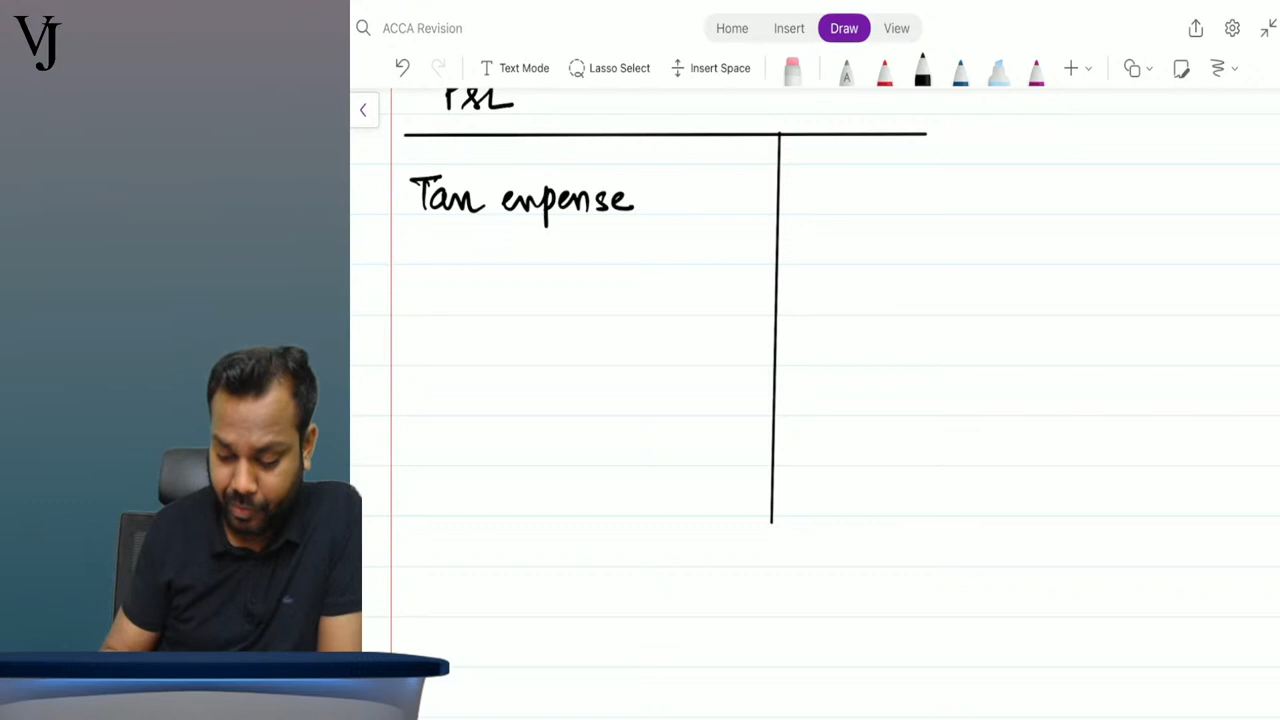 VJ
ACCA Revision
Home Insert Draw View
Text Mode Lasso Select Insert Space
P&L
Tax expense